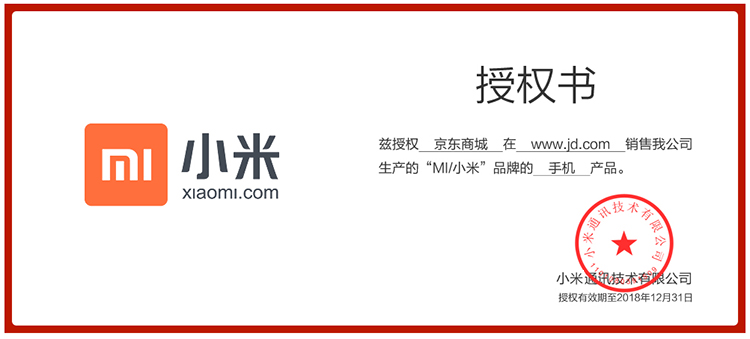 授权书
mi 小米
xiaomi.com
兹授权 京东商城 在 www.jd.com 销售我公司
生产的“MI/小米”品牌的 手机 产品。
小米通讯技术有限公司
小米通讯技术有限公司
授权有效期至2018年12月31日